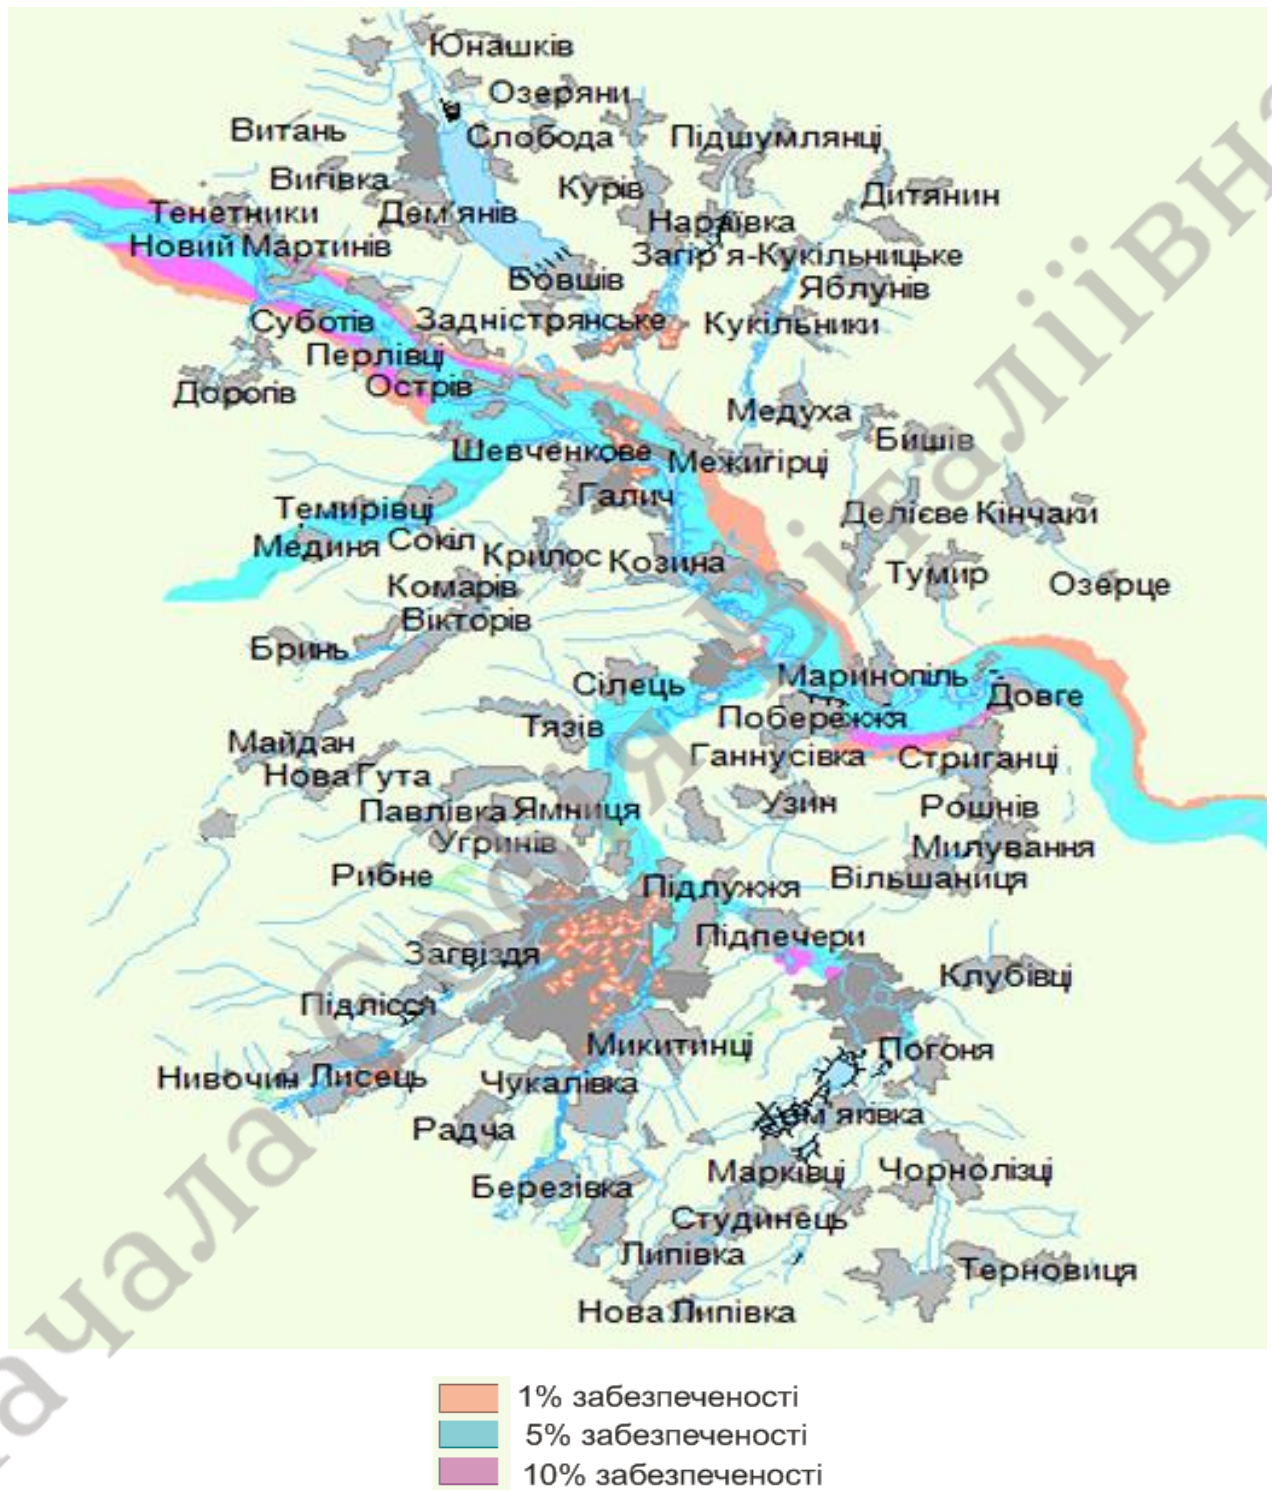 Юнашків
Озеряни
Витань
Слобода
Підшумлянці
Вигівка
Курів
Дитянин
Тенетники
Дем'янів
Нараївка
Новий Мартинів
Загір'я-Кукільницьке
Бовшів
Яблунів
Суботів
Задністрянське
Кукільники
Перлівці
Дорогів
Острів
Медуха
Бишів
Шевченкове
Межигірці
Галич
Темирівці
Делієве
Кінчаки
Мединя
Сокіл
Крилос
Козина
Тумир
Озерце
Комарів
Вікторів
Бринь
Сілець
Маринопіль
Довге
Тязів
Побережжя
Майдан
Ганнусівка
Стриганці
Нова Гута
Павлівка
Ямниця
Узин
Рошнів
Угринів
Милування
Рибне
Підлужжя
Вільшаниця
Загвіздя
Підпечери
Клубівці
Підлісся
Микитинці
Погоня
Нивочин
Лисець
Чукалівка
Хом'яківка
Радча
Марківці
Чорнолізці
Березівка
Студинець
Липівка
Терновиця
Нова Липівка
1% забезпеченості
5% забезпеченості
10% забезпеченості